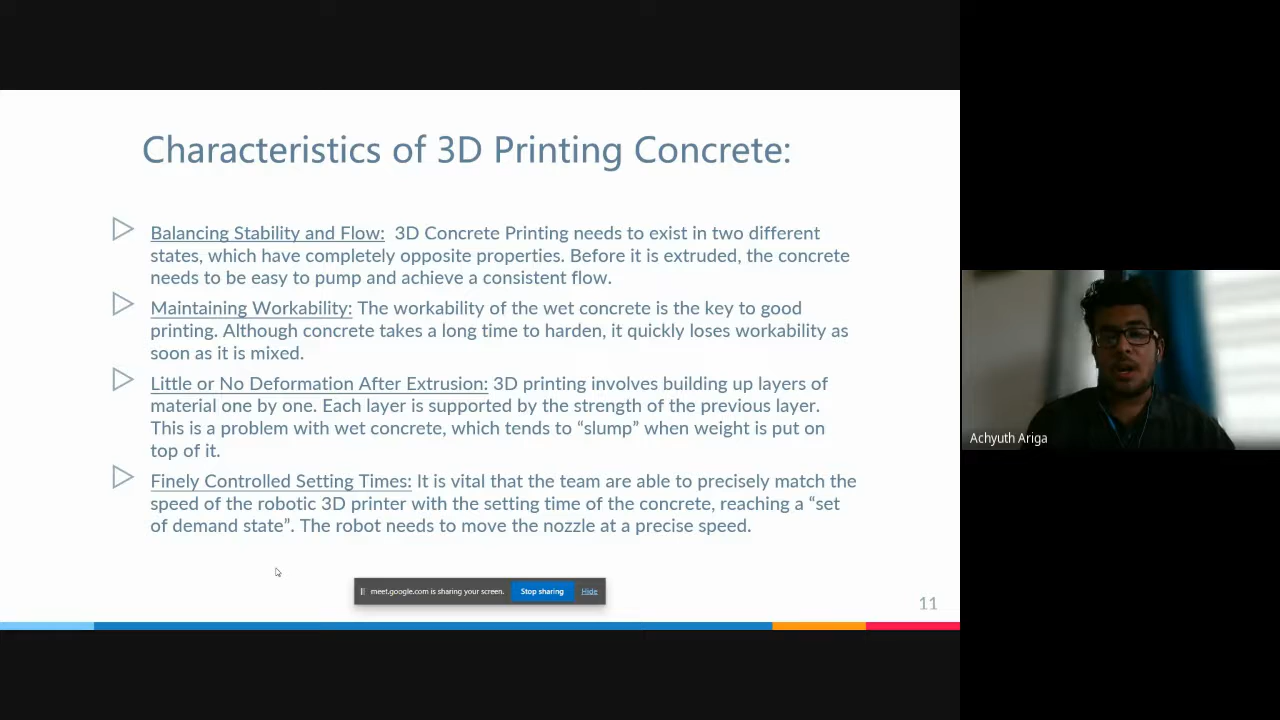 Characteristics of 3D Printing Concrete:
Balancing Stability and Flow: 3D Concrete Printing needs to exist in two different
states, which have completely opposite properties. Before it is extruded, the concrete
needs to be easy to pump and achieve a consistent flow.
Maintaining Workability: The workability of the wet concrete is the key to good
printing. Although concrete takes a long time to harden, it quickly loses workability as
soon as it is mixed.
Little or No Deformation After Extrusion: 3D printing involves building up layers of
material one by one. Each layer is supported by the strength of the previous layer.
This is a problem with wet concrete, which tends to “slump” when weight is put on
top of it.
Finely Controlled Setting Times: It is vital that the team are able to precisely match the
speed of the robotic 3D printer with the setting time of the concrete, reaching a “set
of demand state”. The robot needs to move the nozzle at a precise speed.
meet.google.com is sharing your screen. Stop sharing Hide
11
Achyuth Ariga